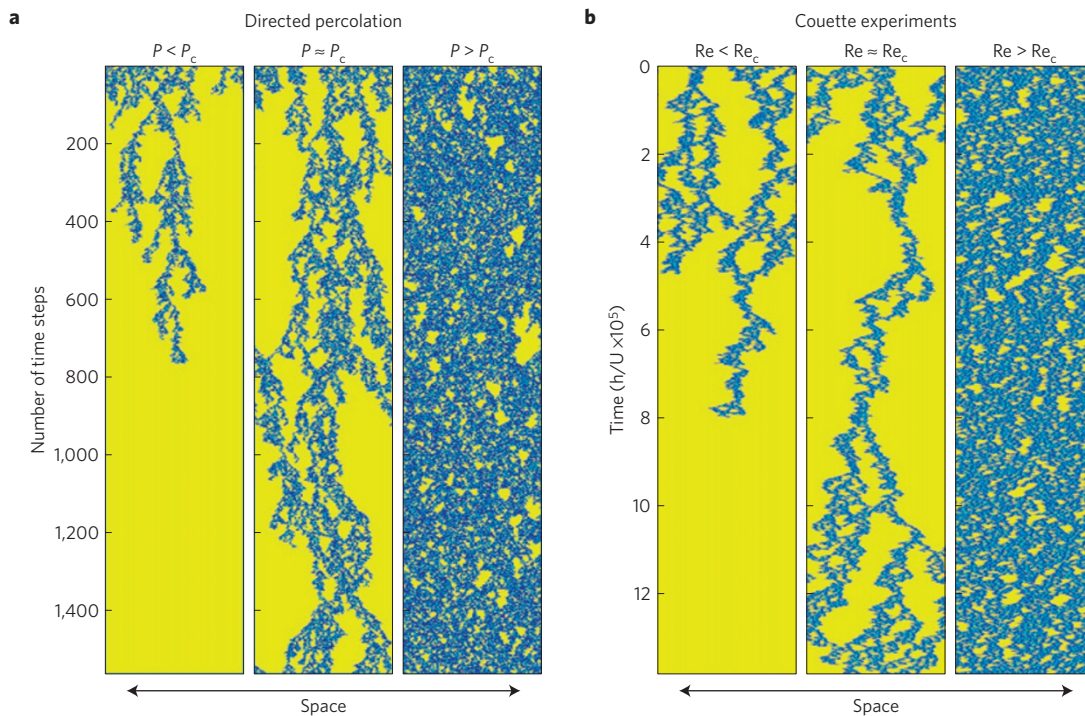 a
Directed percolation
P < Pc
P ≈ Pc
P > Pc
Number of time steps
200
400
600
800
1,000
1,200
1,400
Space
b
Couette experiments
Re < Rec
Re ≈ Rec
Re > Rec
Time (h/U ×10⁵)
0
2
4
6
8
10
12
Space